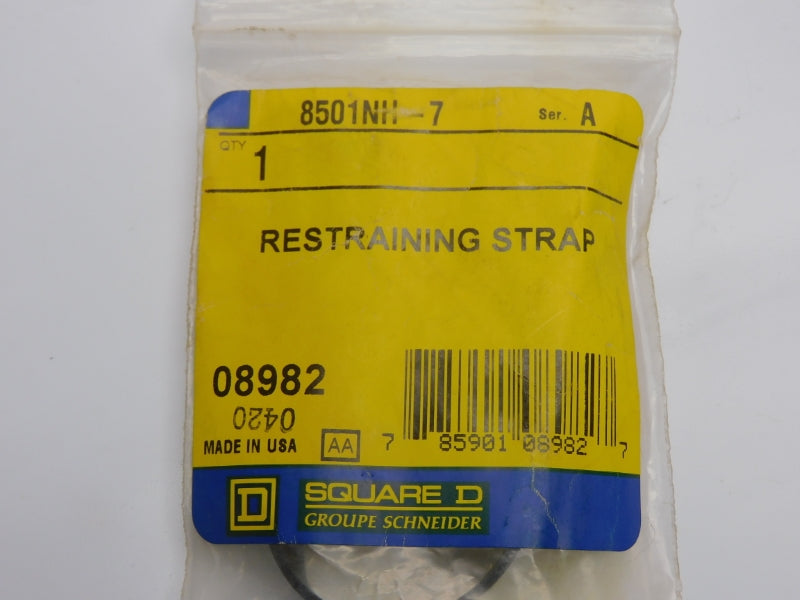 8501NH-7 Ser. A
QTY 1
RESTRAINING STRAP
08982
0420
MADE IN USA AA 7 85901 08982 7
D SQUARE D
GROUPE SCHNEIDER